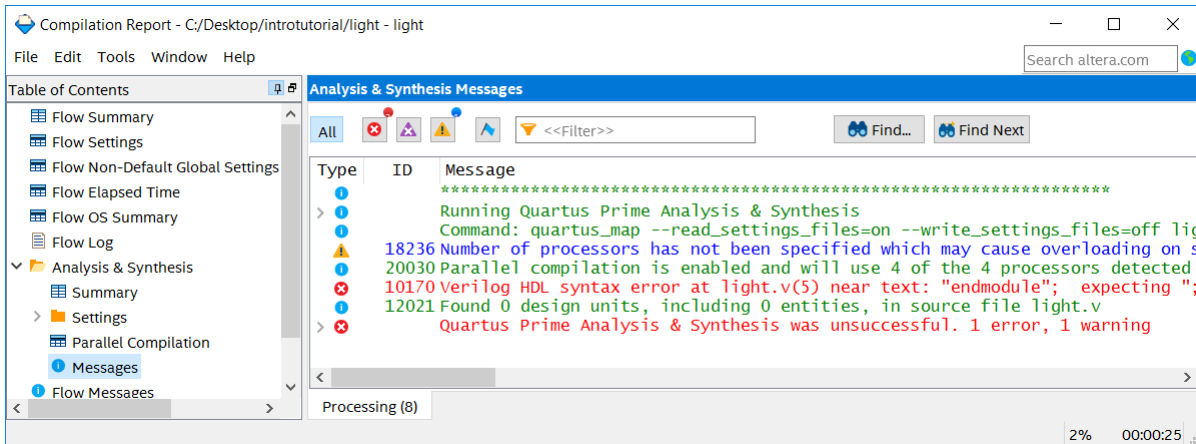 Compilation Report - C:/Desktop/introtutorial/light - light
File Edit Tools Window Help
Search altera.com
Table of Contents
Flow Summary
Flow Settings
Flow Non-Default Global Settings
Flow Elapsed Time
Flow OS Summary
Flow Log
Analysis & Synthesis
Summary
Settings
Parallel Compilation
Messages
Flow Messages
Analysis & Synthesis Messages
All <<Filter>> Find... Find Next
Type ID Message
*******************************************************************
Running Quartus Prime Analysis & Synthesis
Command: quartus_map --read_settings_files=on --write_settings_files=off lig
18236 Number of processors has not been specified which may cause overloading on s
20030 Parallel compilation is enabled and will use 4 of the 4 processors detected
10170 Verilog HDL syntax error at light.v(5) near text: "endmodule"; expecting ";
12021 Found 0 design units, including 0 entities, in source file light.v
Quartus Prime Analysis & Synthesis was unsuccessful. 1 error, 1 warning
Processing (8)
2% 00:00:25